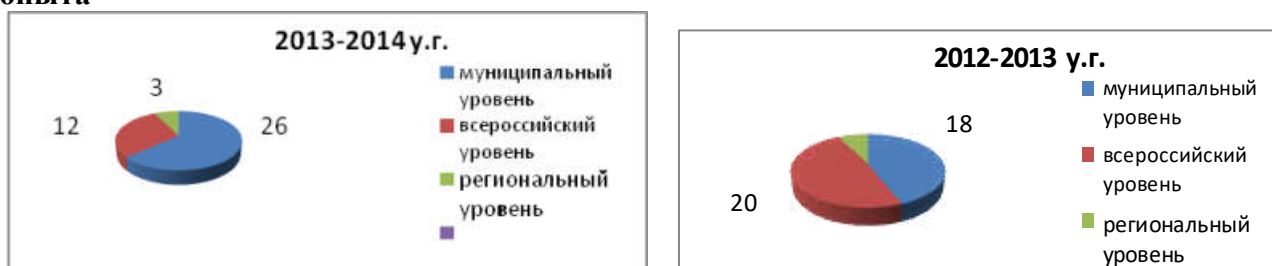 2013-2014 у.г.
3
12
26
муниципальный
уровень
всероссийский
уровень
региональный
уровень
2012-2013 у.г.
18
20
муниципальный
уровень
всероссийский
уровень
региональный
уровень